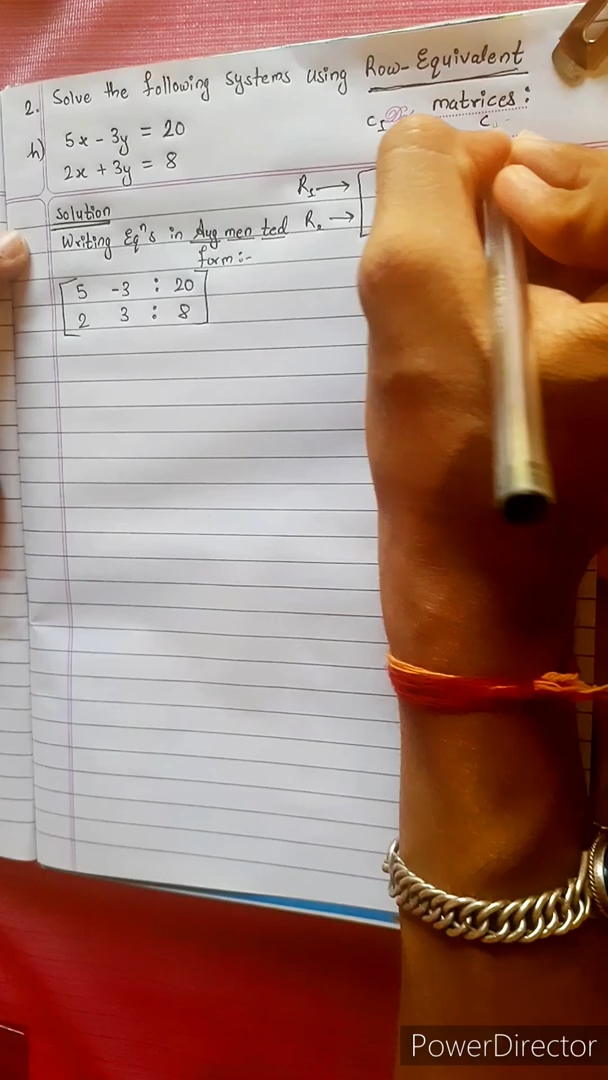 2. Solve the following systems using Row-Equivalent
matrices :
h) 5x - 3y = 20
2x + 3y = 8
Solution
Writing Eqⁿs in Augmented
form :-
[ 5 -3 : 20
2 3 : 8 ]
R₁ →
R₂ →
C₁
PowerDirector